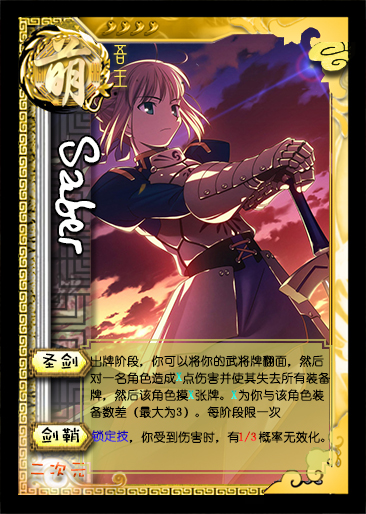 萌
吾
王
Saber
圣剑
出牌阶段，你可以将你的武将牌翻面，然后
对一名角色造成X点伤害并使其失去所有装备
牌，然后该角色摸X张牌。X为你与该角色装
备数差（最大为3）。每阶段限一次
剑鞘
锁定技，你受到伤害时，有1/3概率无效化。
二次元